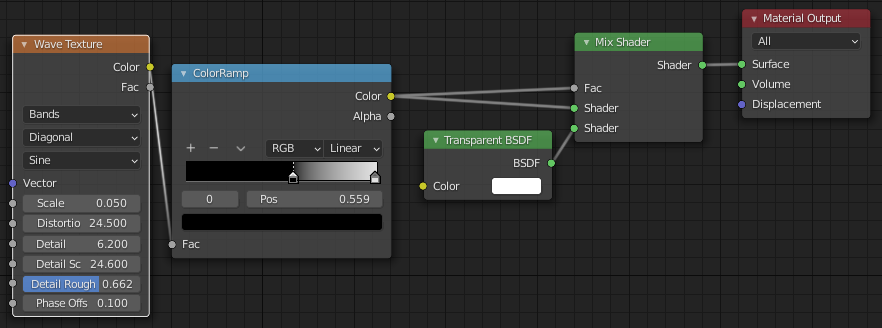 Wave Texture
Color
Fac
Bands
Diagonal
Sine
Vector
Scale 0.050
Distortio 24.500
Detail 6.200
Detail Sc 24.600
Detail Rough 0.662
Phase Offs 0.100
ColorRamp
Color
Alpha
RGB Linear
0 Pos 0.559
Fac
Transparent BSDF
BSDF
Color
Mix Shader
Shader
Fac
Shader
Shader
Material Output
All
Surface
Volume
Displacement